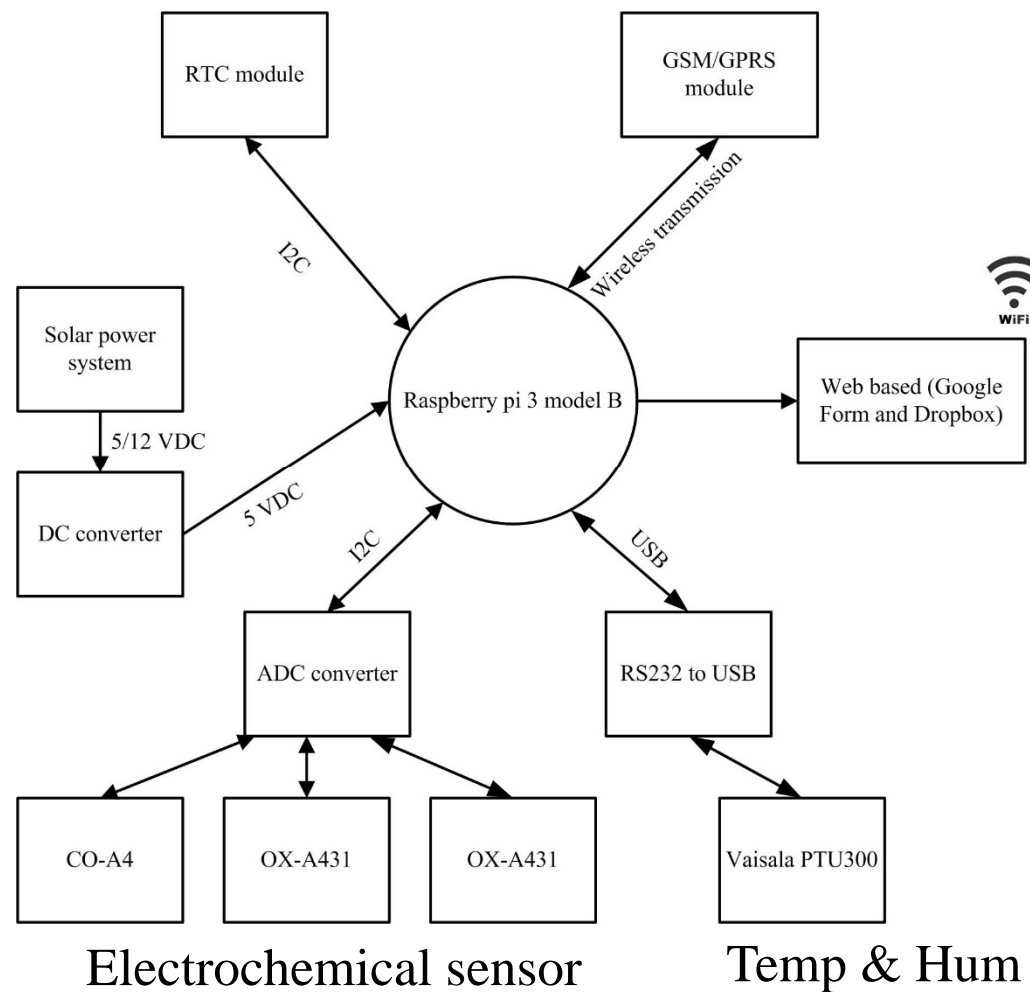 RTC module
GSM/GPRS
module
I2C
Wireless transmission
WiFi
Solar power
system
5/12 VDC
Raspberry pi 3 model B
Web based (Google
Form and Dropbox)
DC converter
5 VDC
I2C
USB
ADC converter
RS232 to USB
CO-A4
OX-A431
OX-A431
Vaisala PTU300
Electrochemical sensor
Temp & Hum